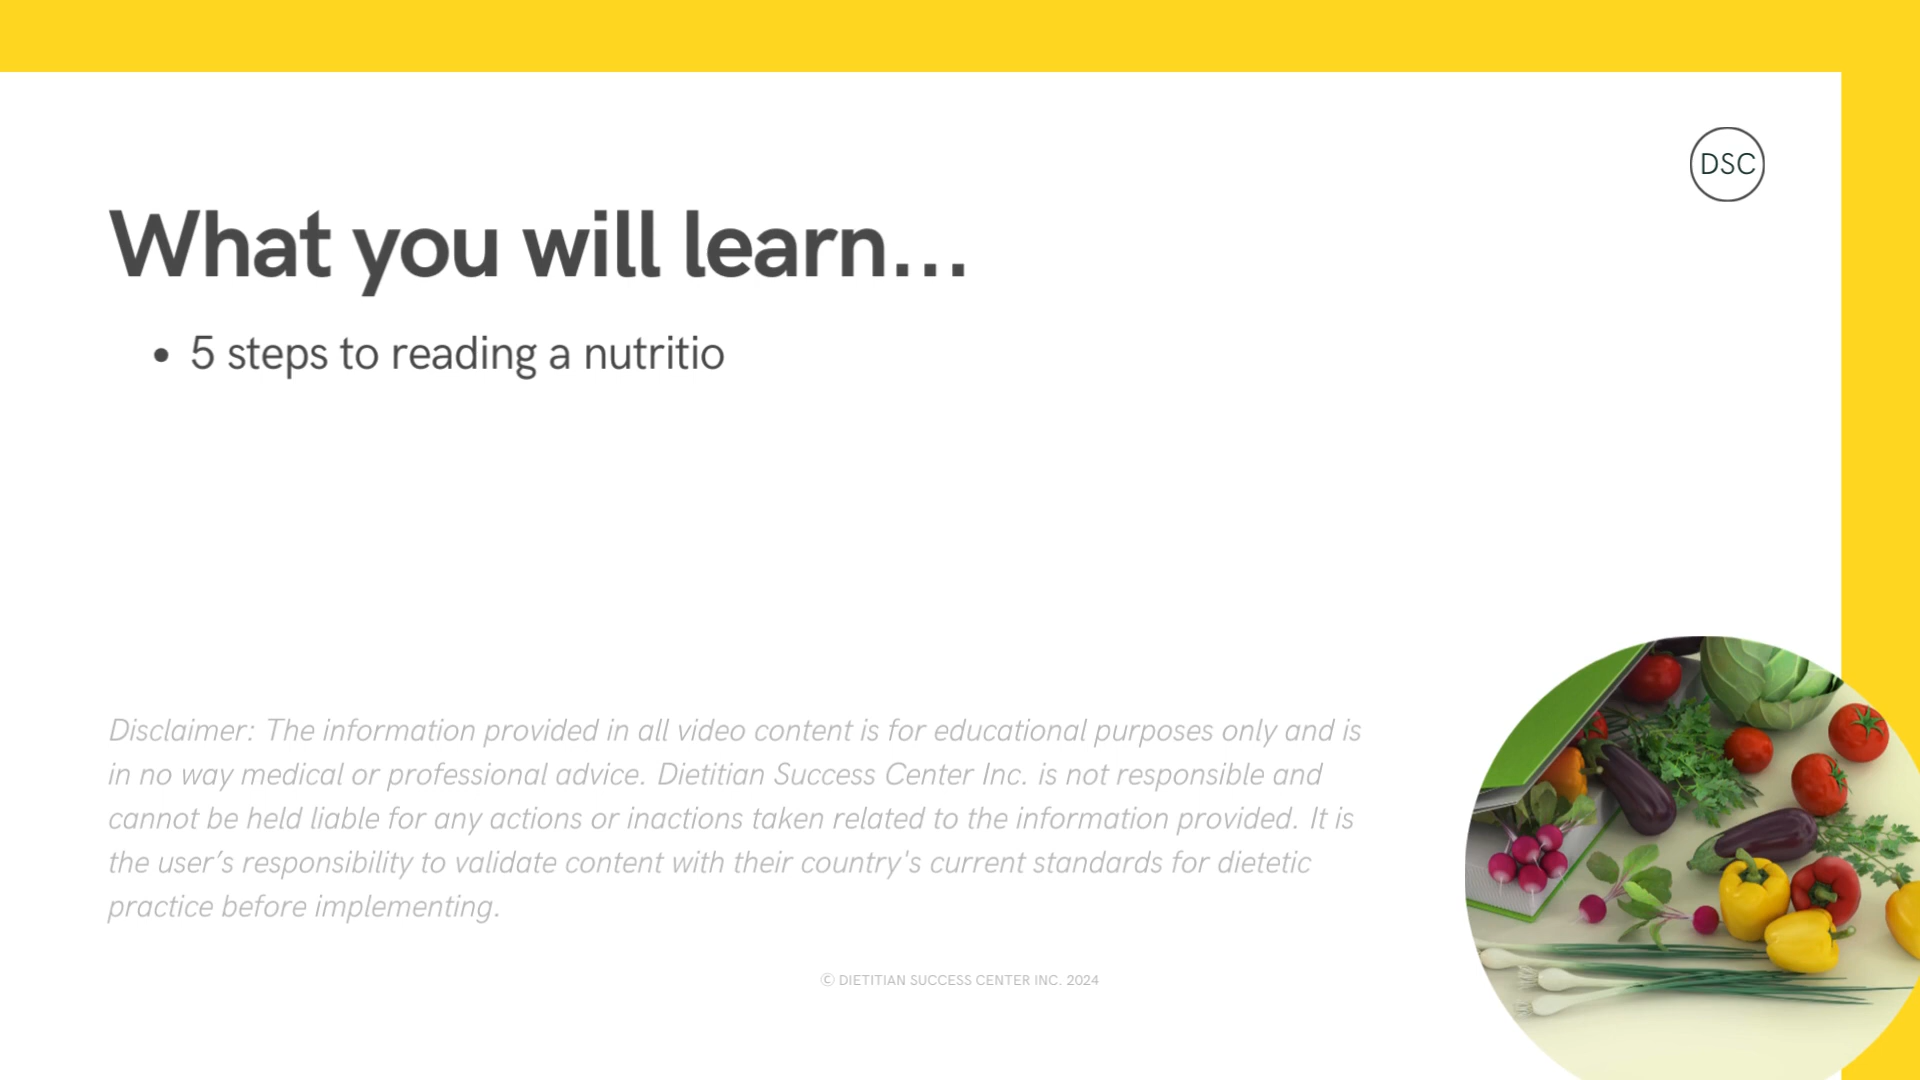 DSC
What you will learn...
• 5 steps to reading a nutritio
Disclaimer: The information provided in all video content is for educational purposes only and is
in no way medical or professional advice. Dietitian Success Center Inc. is not responsible and
cannot be held liable for any actions or inactions taken related to the information provided. It is
the user’s responsibility to validate content with their country's current standards for dietetic
practice before implementing.
© DIETITIAN SUCCESS CENTER INC. 2024